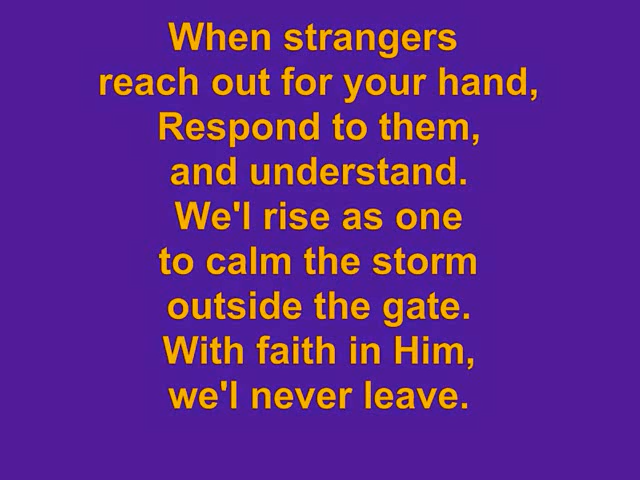 When strangers
reach out for your hand,
Respond to them,
and understand.
We'l rise as one
to calm the storm
outside the gate.
With faith in Him,
we'l never leave.